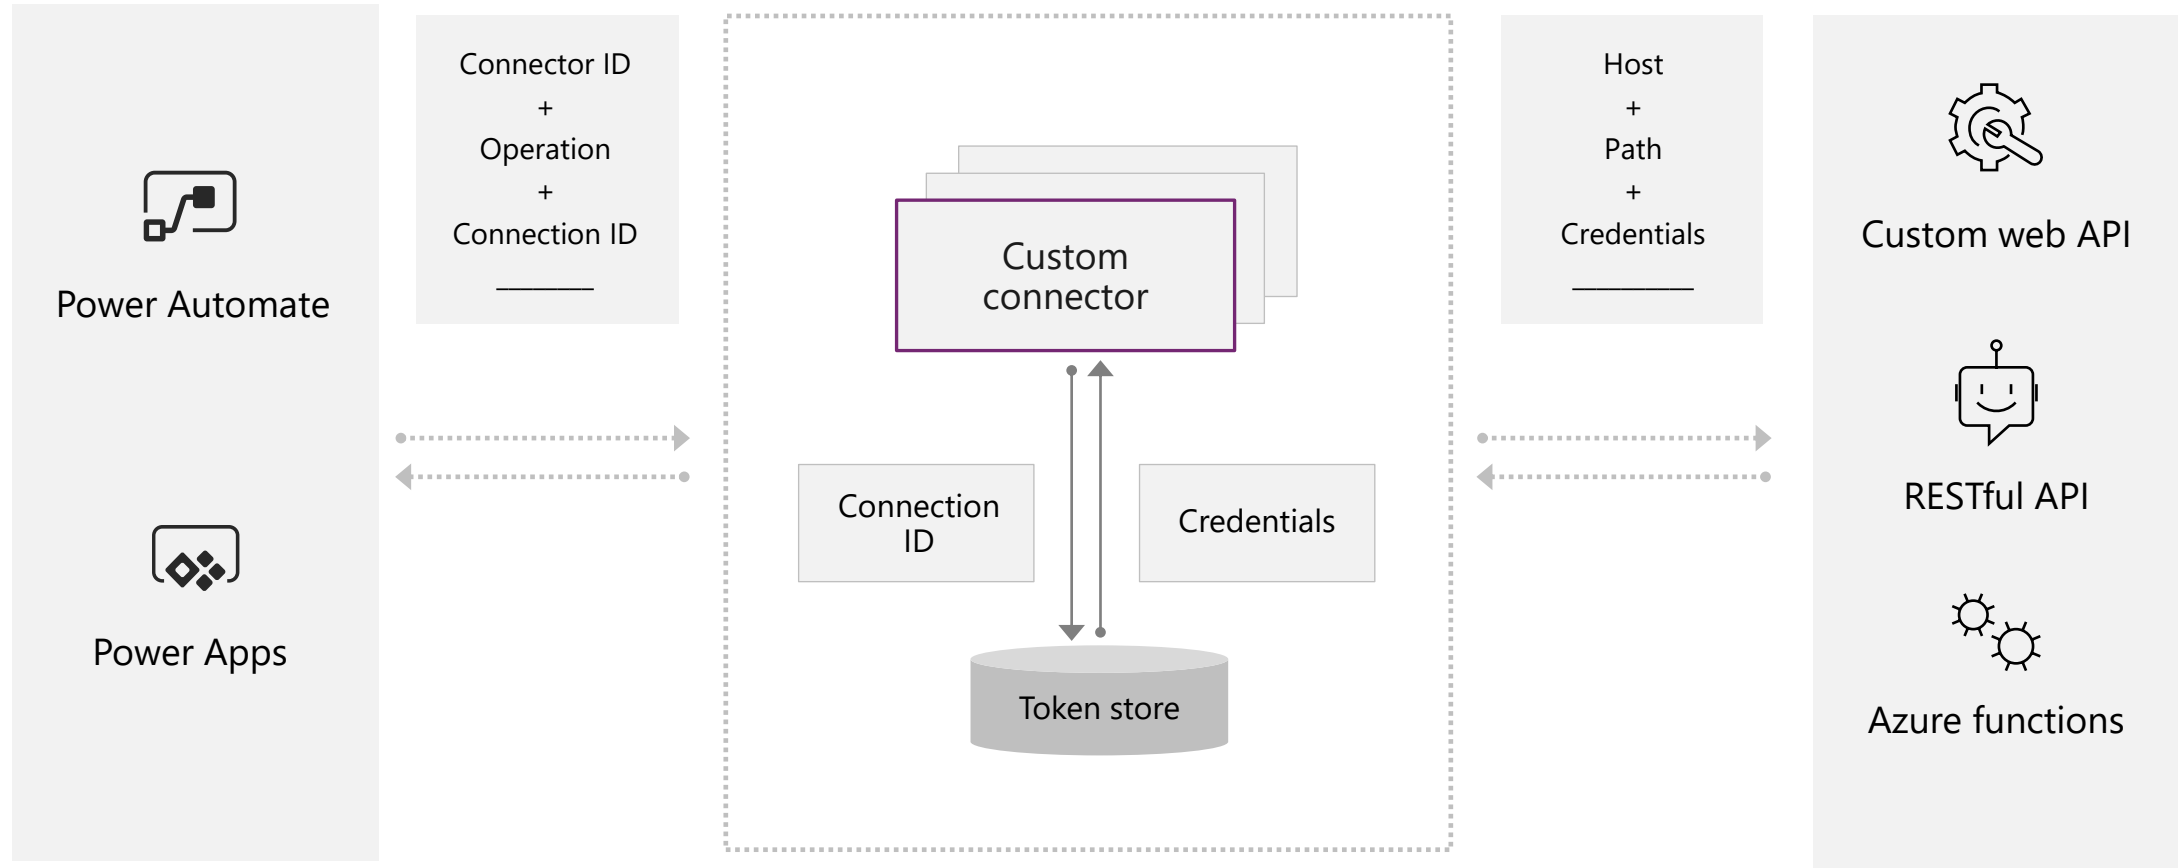 Power Automate
Power Apps
Connector ID
+
Operation
+
Connection ID
Custom
connector
Connection
ID
Credentials
Token store
Host
+
Path
+
Credentials
Custom web API
RESTful API
Azure functions